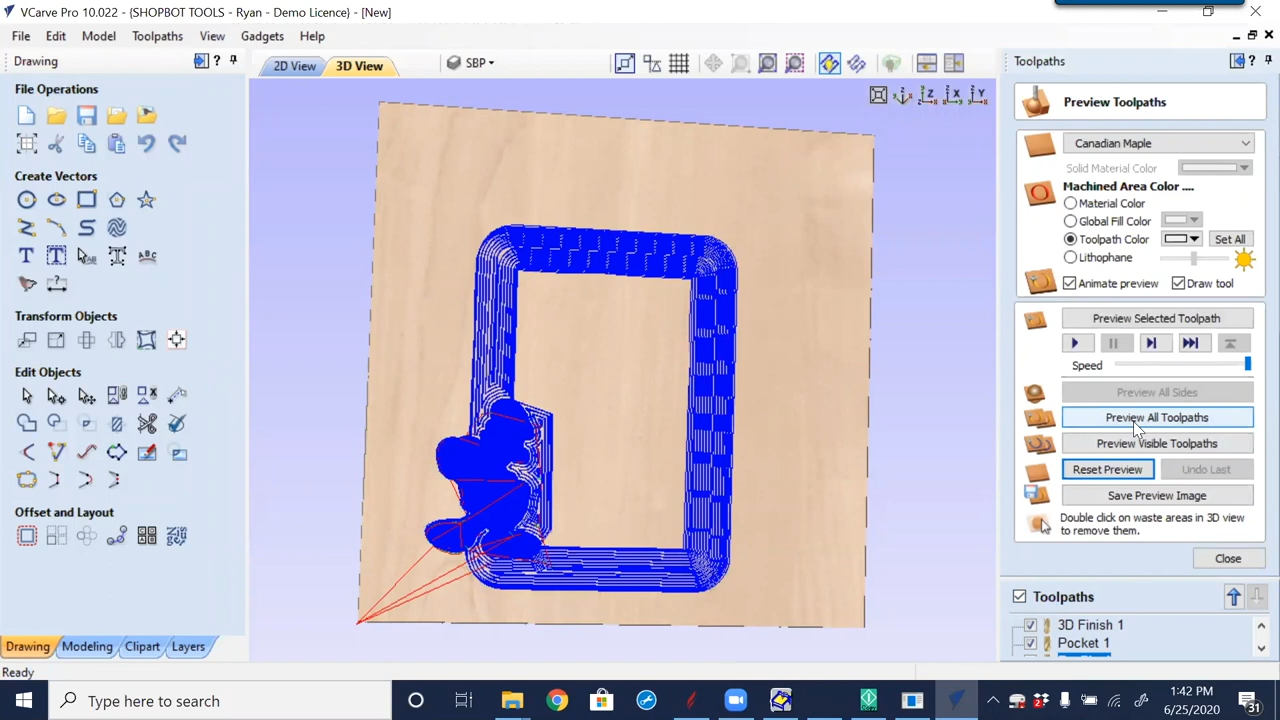 VCarve Pro 10.022 - {SHOPBOT TOOLS - Ryan - Demo Licence} - [New]
File Edit Model Toolpaths View Gadgets Help
Drawing
2D View 3D View SBP
Toolpaths
File Operations
Create Vectors
Transform Objects
Edit Objects
Offset and Layout
Drawing Modeling Clipart Layers
Preview Toolpaths
Canadian Maple
Solid Material Color
Machined Area Color ....
Material Color
Global Fill Color
Toolpath Color Set All
Lithophane
Animate preview Draw tool
Preview Selected Toolpath
Speed
Preview All Sides
Preview All Toolpaths
Preview Visible Toolpaths
Reset Preview Undo Last
Save Preview Image
Double click on waste areas in 3D view
to remove them.
Close
Toolpaths
3D Finish 1
Pocket 1
Ready
Type here to search
1:42 PM
6/25/2020
31